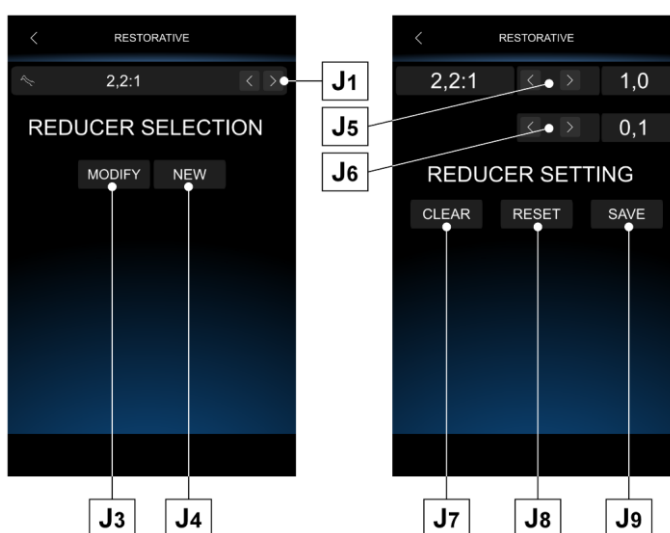 RESTORATIVE
2,2:1
J1
REDUCER SELECTION
MODIFY NEW
J3 J4
RESTORATIVE
2,2:1 1,0
J5
0,1
J6
REDUCER SETTING
CLEAR RESET SAVE
J7 J8 J9